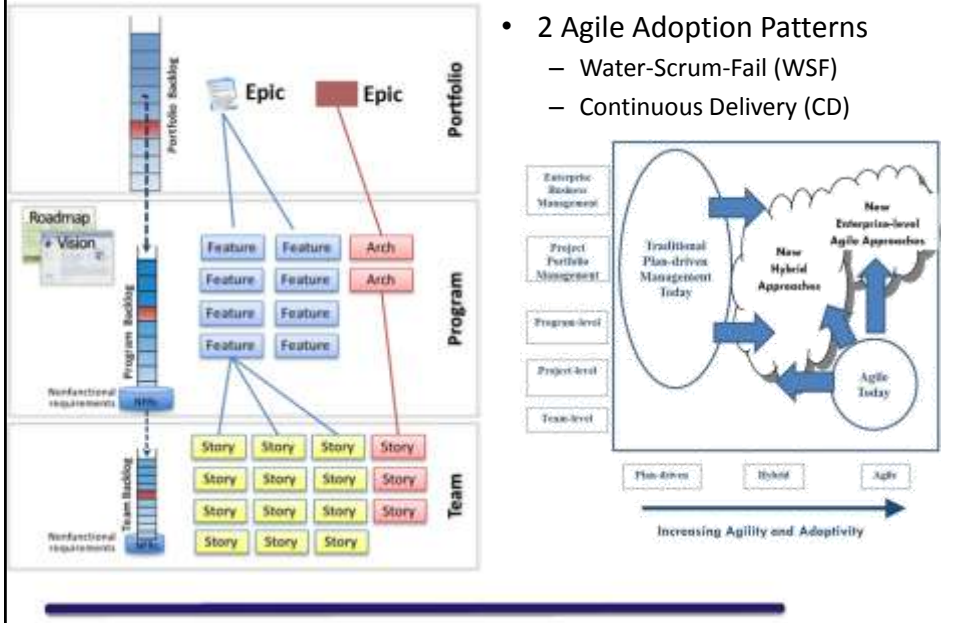 Portfolio Backlog
Epic
Epic
Portfolio
Roadmap
Vision
Program Backlog
Nonfunctional
requirements
NFRs
Feature Feature Arch
Feature Feature Arch
Feature Feature
Feature Feature
Program
Team Backlog
Nonfunctional
requirements
NFRs
Story Story Story Story
Story Story Story Story
Story Story Story Story
Story Story Story
Team
• 2 Agile Adoption Patterns
– Water-Scrum-Fail (WSF)
– Continuous Delivery (CD)
Enterprise
Business
Management
Project
Portfolio
Management
Program-level
Project-level
Team-level
Traditional
Plan-driven
Management
Today
New
Hybrid
Approaches
New
Enterprise-level
Agile Approaches
Agile
Today
Plan-driven
Hybrid
Agile
Increasing Agility and Adaptivity